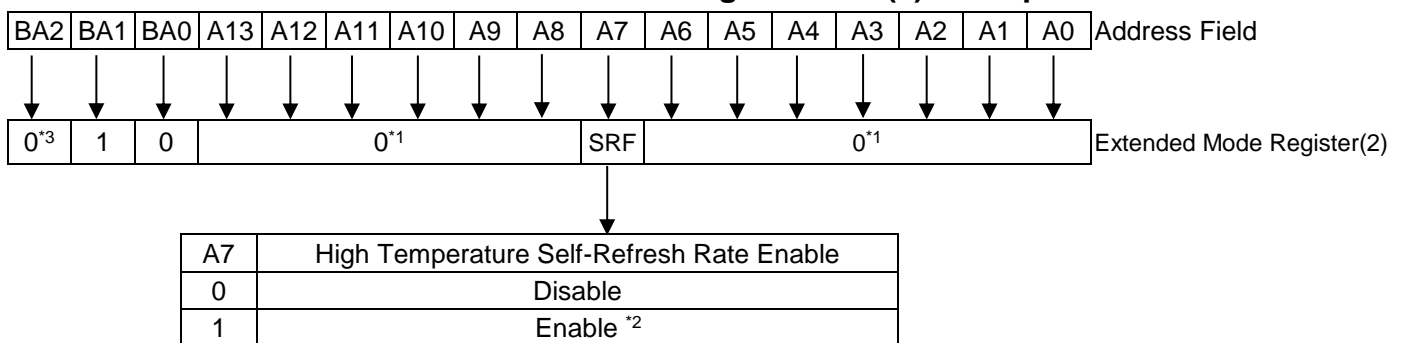 BA2 BA1 BA0 A13 A12 A11 A10 A9 A8 A7 A6 A5 A4 A3 A2 A1 A0 Address Field
0*3 1 0 0*1 SRF 0*1 Extended Mode Register(2)
A7 High Temperature Self-Refresh Rate Enable
0 Disable
1 Enable *2